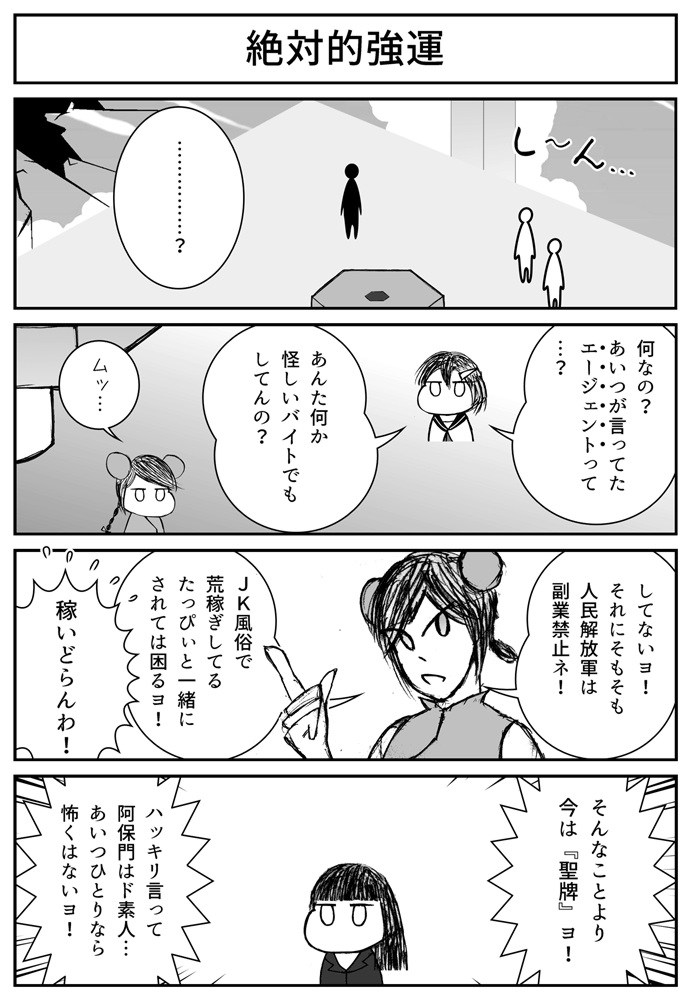 絶対的強運
し〜ん…
…………？
何なの？
あいつが言ってた
エージェントって
…？
あんた何か
怪しいバイトでも
してんの？
ムッ…
してないヨ！
それにそもそも
人民解放軍は
副業禁止ネ！
ＪＫ風俗で
荒稼ぎしてる
たっぴぃと一緒に
されては困るヨ！
稼いどらんわ！
そんなことより
今は『聖牌』ョ！
ハッキリ言って
阿保門はド素人…
あいつひとりなら
怖くはないヨ！